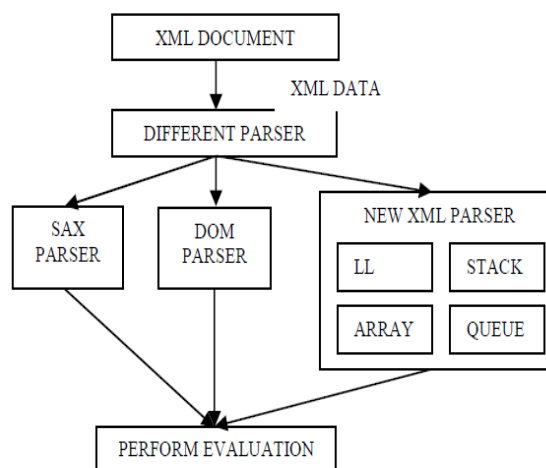 XML DOCUMENT
XML DATA
DIFFERENT PARSER
SAX
PARSER
DOM
PARSER
NEW XML PARSER
LL
STACK
ARRAY
QUEUE
PERFORM EVALUATION